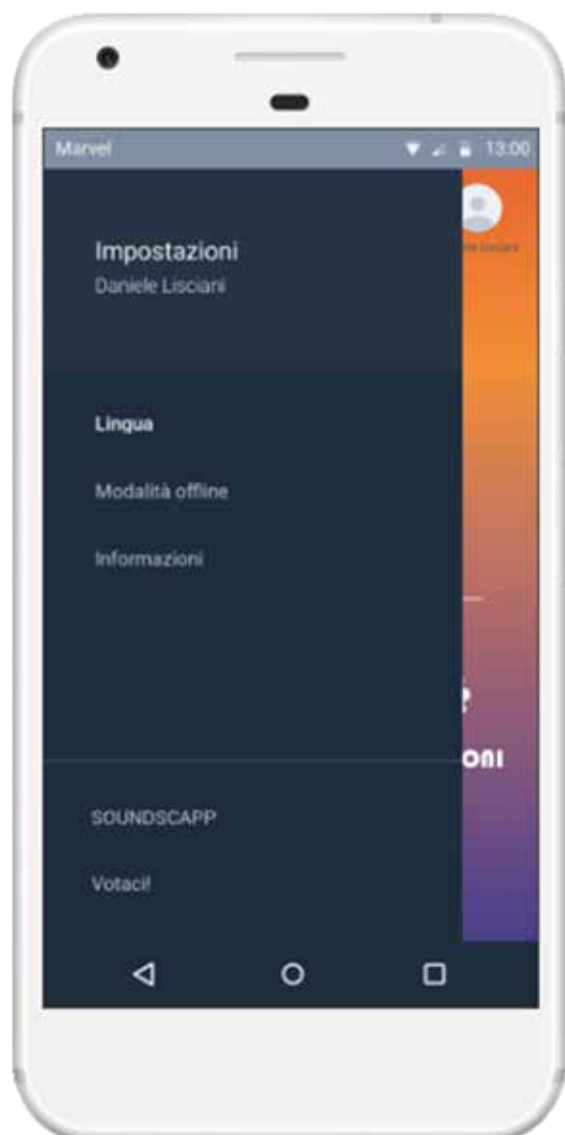 Marvel
13:00
Impostazioni
Daniele Lisciani
Lingua
Modalità offline
Informazioni
?
ONI
SOUNDSCAPP
Votaci!